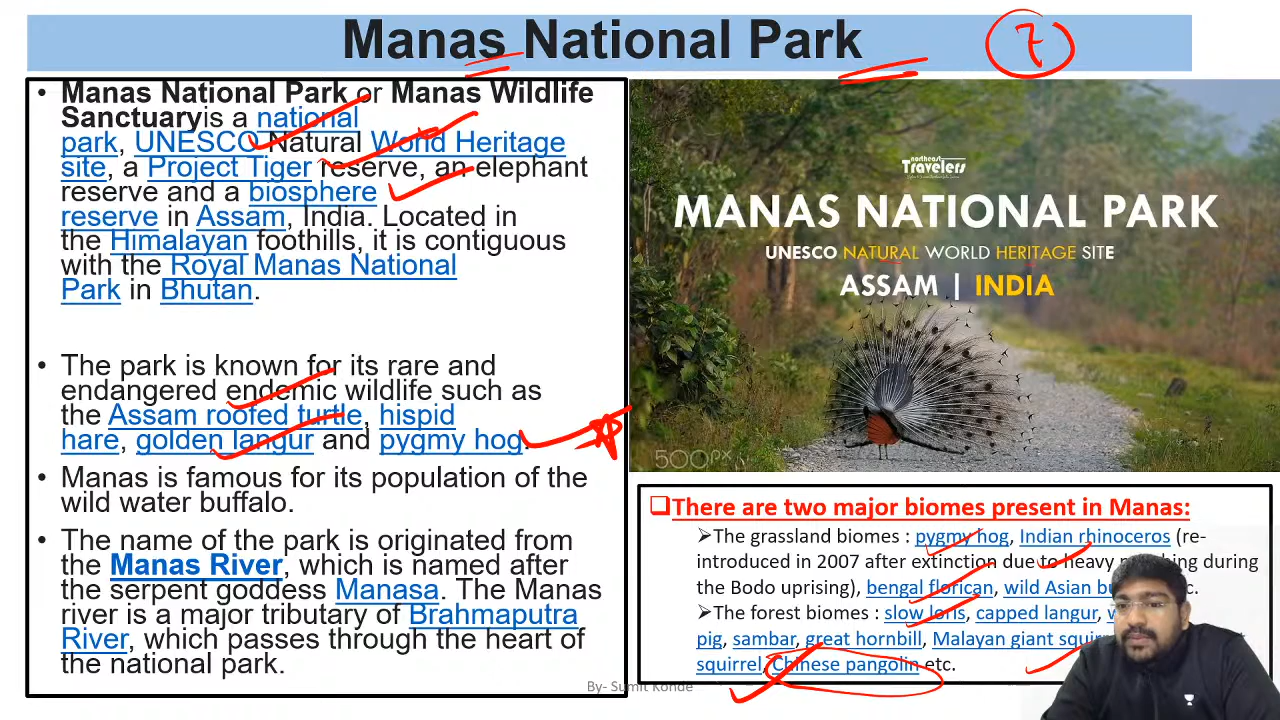 Manas National Park
7
• Manas National Park or Manas Wildlife
Sanctuaryis a national
park, UNESCO Natural World Heritage
site, a Project Tiger reserve, an elephant
reserve and a biosphere
reserve in Assam, India. Located in
the Himalayan foothills, it is contiguous
with the Royal Manas National
Park in Bhutan.
• The park is known for its rare and
endangered endemic wildlife such as
the Assam roofed turtle, hispid
hare, golden langur and pygmy hog.
• Manas is famous for its population of the
wild water buffalo.
• The name of the park is originated from
the Manas River, which is named after
the serpent goddess Manasa. The Manas
river is a major tributary of Brahmaputra
River, which passes through the heart of
the national park.
northeast
Travelers
MANAS NATIONAL PARK
UNESCO NATURAL WORLD HERITAGE SITE
ASSAM | INDIA
500px
❑There are two major biomes present in Manas:
➢The grassland biomes : pygmy hog, Indian rhinoceros (re-
introduced in 2007 after extinction due to heavy poaching during
the Bodo uprising), bengal florican, wild Asian bu c.
➢The forest biomes : slow loris, capped langur,
pig, sambar, great hornbill, Malayan giant squir
squirrel, Chinese pangolin etc.
By- Sumit Konde